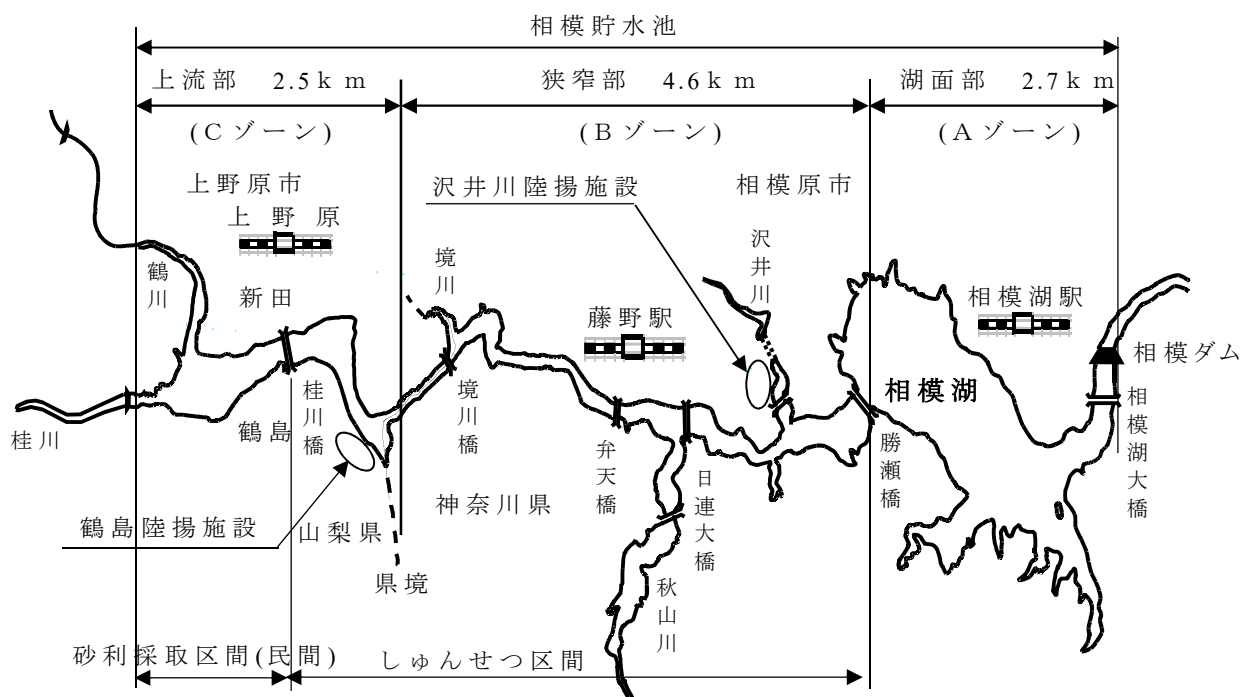 相模貯水池
上流部 2.5km
狭窄部 4.6km
湖面部 2.7km
(Cゾーン)
(Bゾーン)
(Aゾーン)
上野原市
沢井川陸揚施設
相模原市
上野原
沢井川
境川
鶴川
新田
藤野駅
相模湖駅
相模ダム
桂川
鶴島
桂川橋
境川橋
相模湖
弁天橋
日連大橋
勝瀬橋
相模湖大橋
神奈川県
鶴島陸揚施設
山梨県
県境
秋山川
砂利採取区間(民間)
しゅんせつ区間